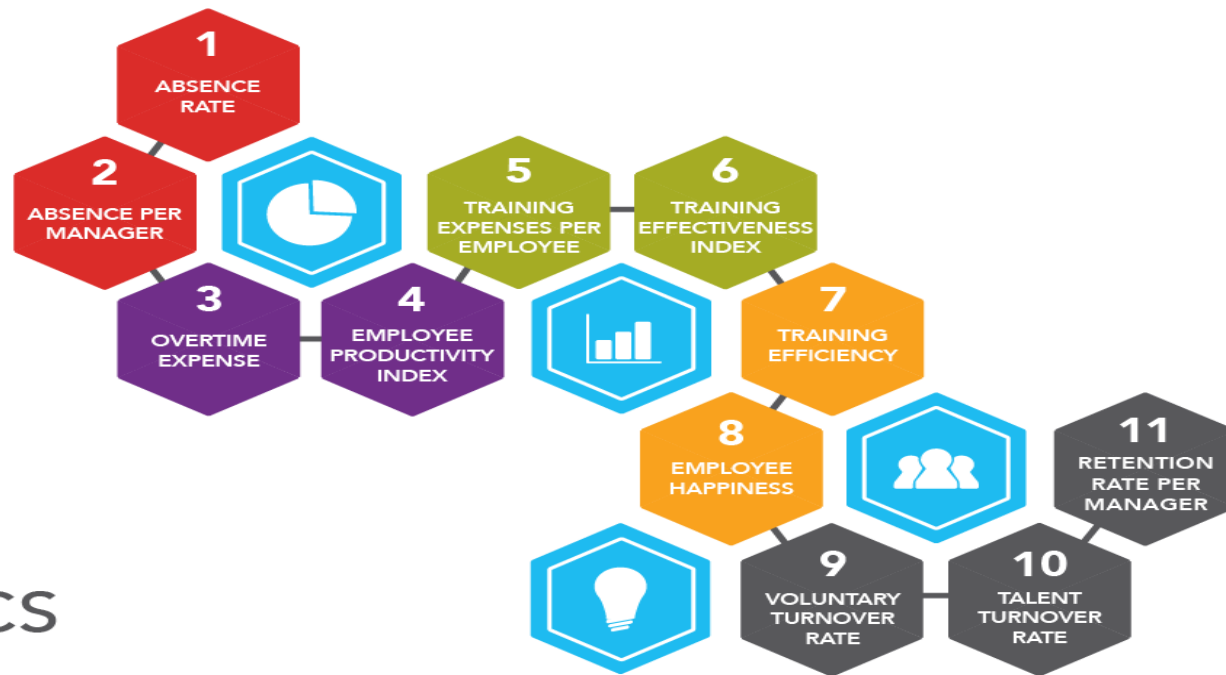 1
ABSENCE
RATE
2
ABSENCE PER
MANAGER
3
OVERTIME
EXPENSE
4
EMPLOYEE
PRODUCTIVITY
INDEX
5
TRAINING
EXPENSES PER
EMPLOYEE
6
TRAINING
EFFECTIVENESS
INDEX
7
TRAINING
EFFICIENCY
8
EMPLOYEE
HAPPINESS
9
VOLUNTARY
TURNOVER
RATE
10
TALENT
TURNOVER
RATE
11
RETENTION
RATE PER
MANAGER
cs